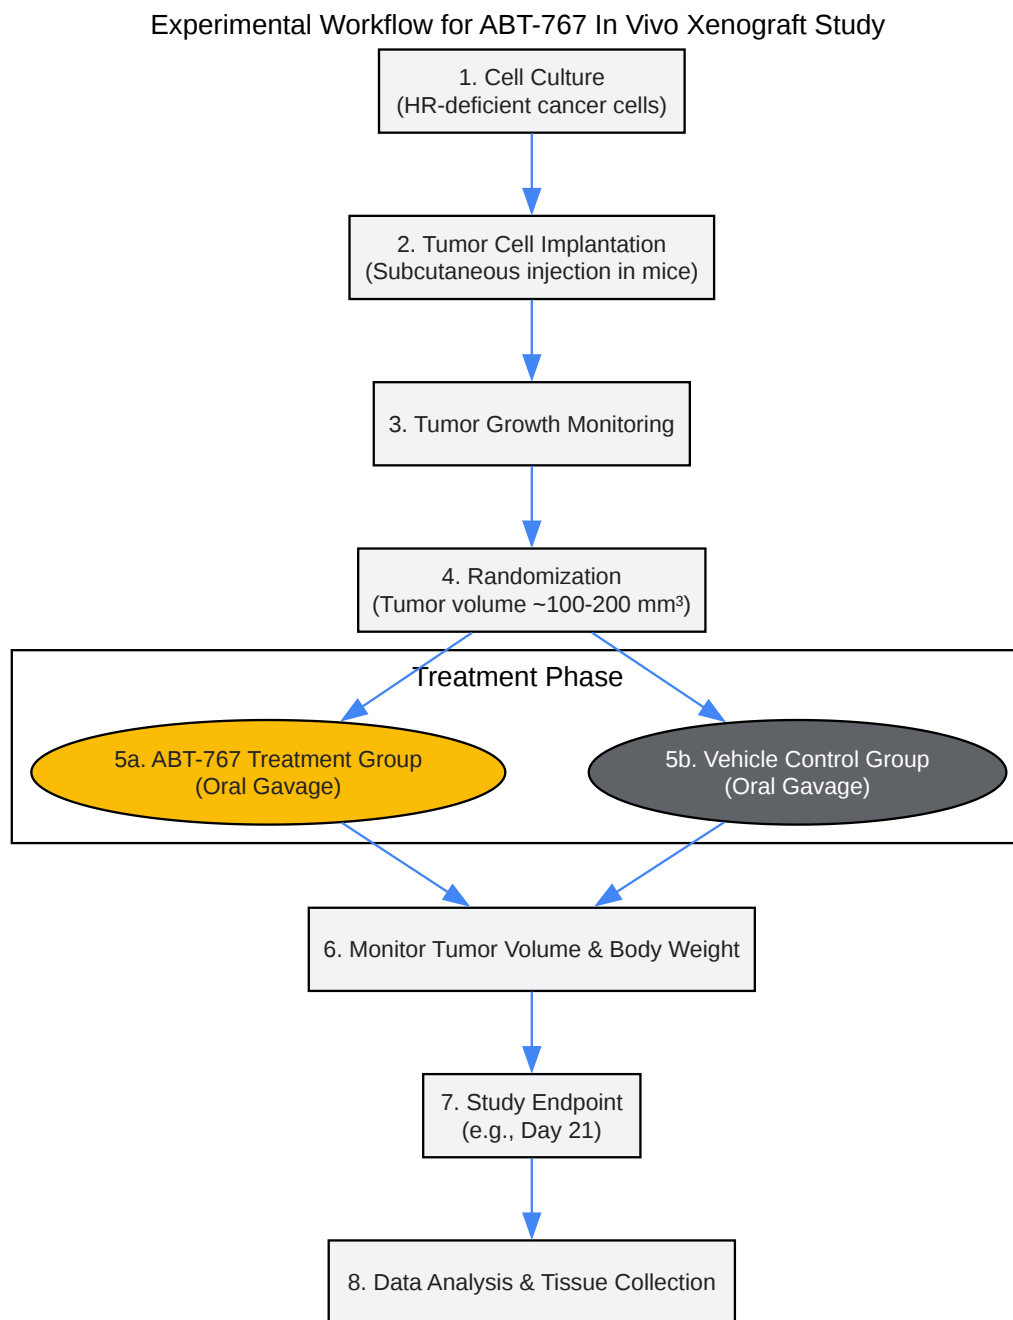 Experimental Workflow for ABT-767 In Vivo Xenograft Study
1. Cell Culture
(HR-deficient cancer cells)
2. Tumor Cell Implantation
(Subcutaneous injection in mice)
3. Tumor Growth Monitoring
4. Randomization
(Tumor volume ~100-200 mm³)
Treatment Phase
5a. ABT-767 Treatment Group
(Oral Gavage)
5b. Vehicle Control Group
(Oral Gavage)
6. Monitor Tumor Volume & Body Weight
7. Study Endpoint
(e.g., Day 21)
8. Data Analysis & Tissue Collection